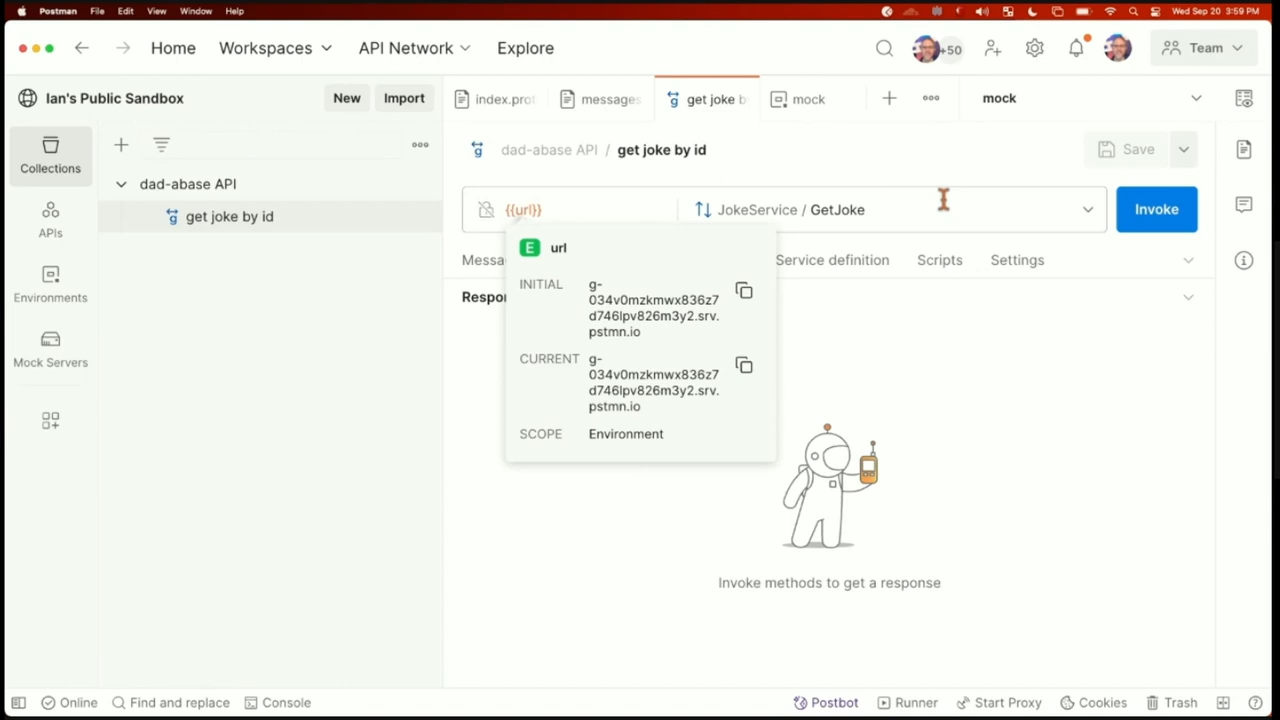 Postman File Edit View Window Help Wed Sep 20 3:59 PM
Home Workspaces API Network Explore +50 Team
Ian's Public Sandbox New Import index.prot messages get joke b mock mock
Collections
APIs
Environments
Mock Servers
dad-abase API
get joke by id
dad-abase API / get joke by id Save
{{url}} JokeService / GetJoke Invoke
Messa Service definition Scripts Settings
Respo
E url
INITIAL g-
034v0mzkmwx836z7
d746lpv826m3y2.srv.
pstmn.io
CURRENT g-
034v0mzkmwx836z7
d746lpv826m3y2.srv.
pstmn.io
SCOPE Environment
Invoke methods to get a response
Online Find and replace Console Postbot Runner Start Proxy Cookies Trash